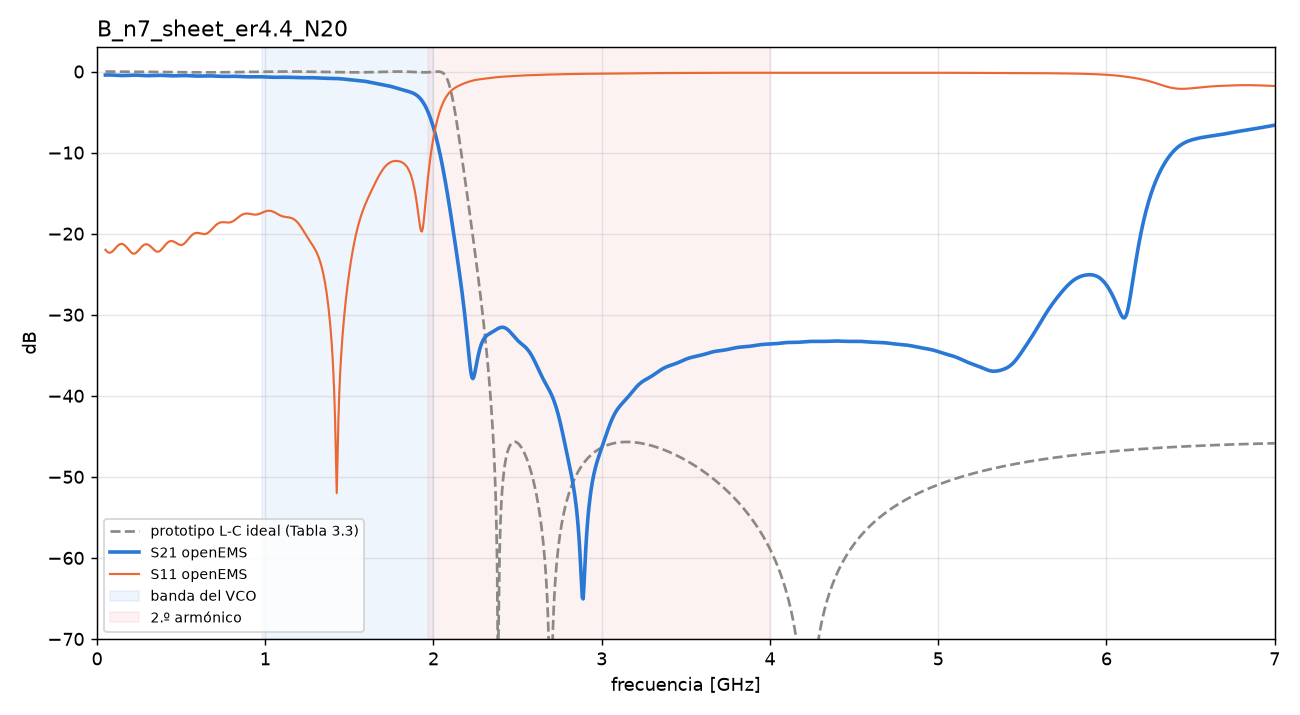 B_n7_sheet_er4.4_N20
dB
0
−10
−20
−30
−40
−50
−60
−70
prototipo L-C ideal (Tabla 3.3)
S21 openEMS
S11 openEMS
banda del VCO
2.º armónico
0 1 2 3 4 5 6 7
frecuencia [GHz]